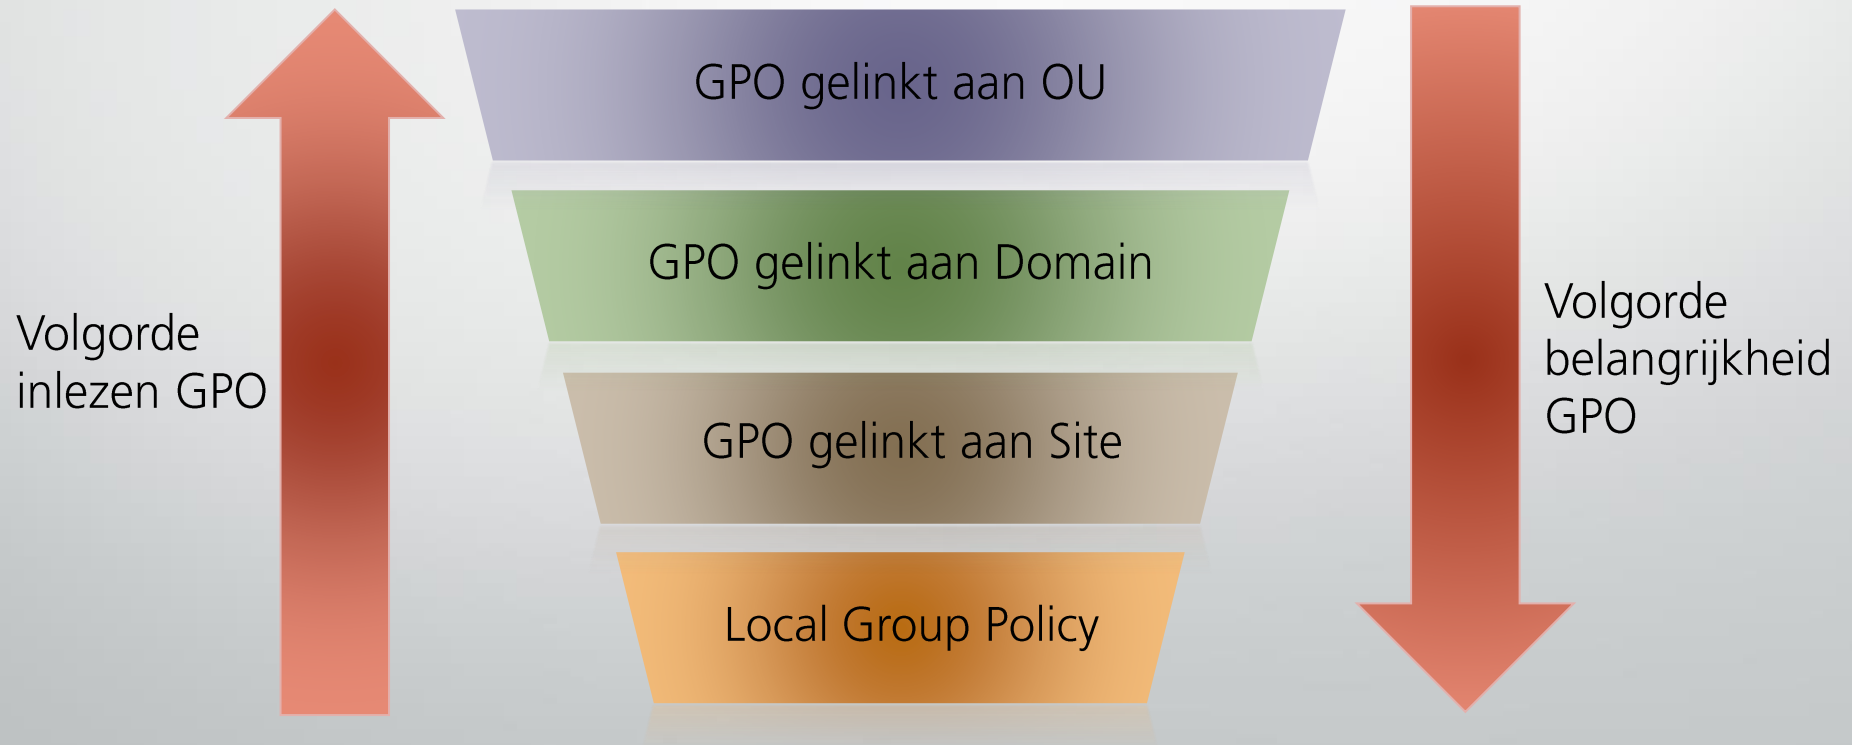 GPO gelinkt aan OU
GPO gelinkt aan Domain
GPO gelinkt aan Site
Local Group Policy
Volgorde
inlezen GPO
Volgorde
belangrijkheid
GPO